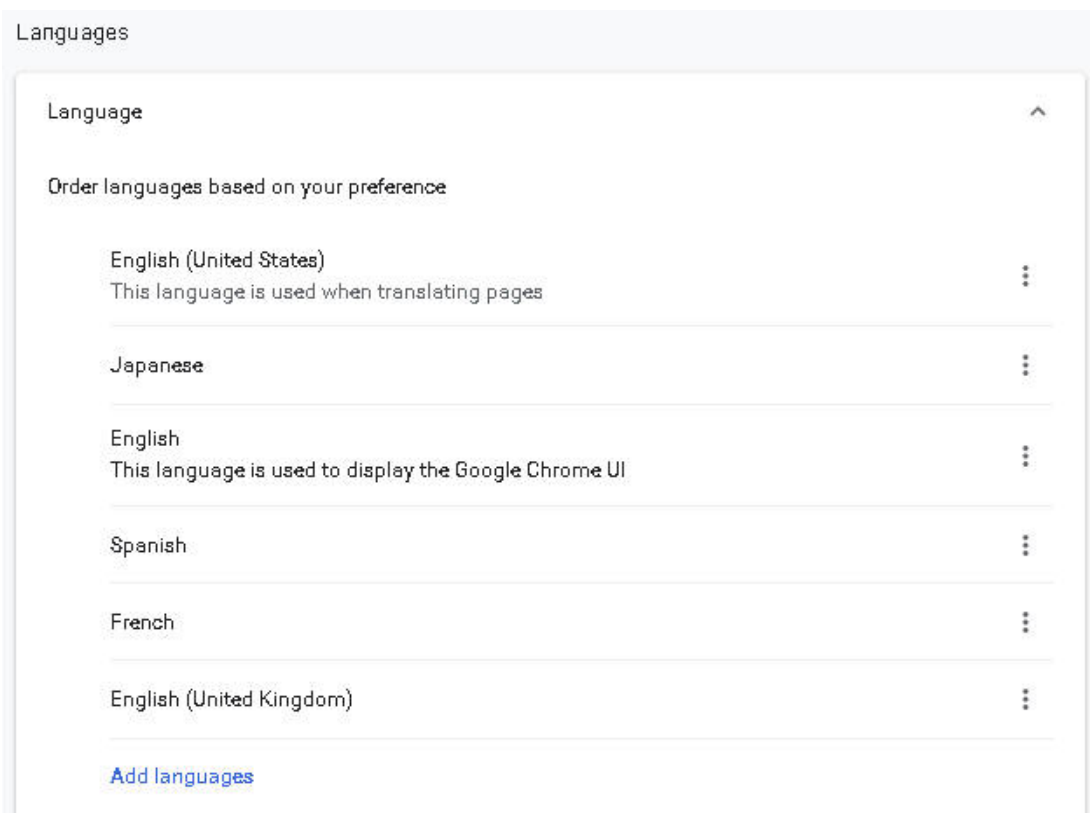 Languages
Language
Order languages based on your preference
English (United States)
This language is used when translating pages
Japanese
English
This language is used to display the Google Chrome UI
Spanish
French
English (United Kingdom)
Add languages